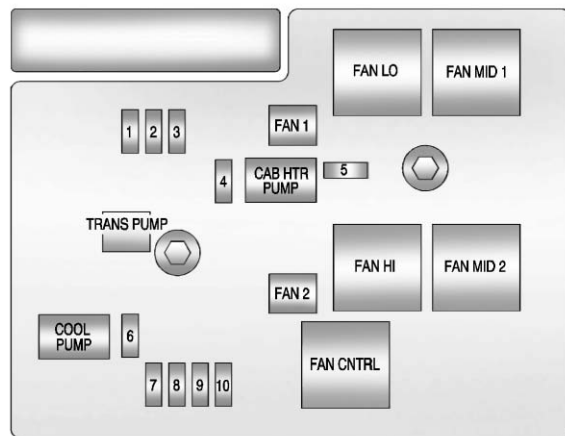 FAN LO
FAN MID 1
1
2
3
FAN 1
4
CAB HTR
PUMP
5
TRANS PUMP
FAN HI
FAN MID 2
FAN 2
COOL
PUMP
6
FAN CNTRL
7
8
9
10